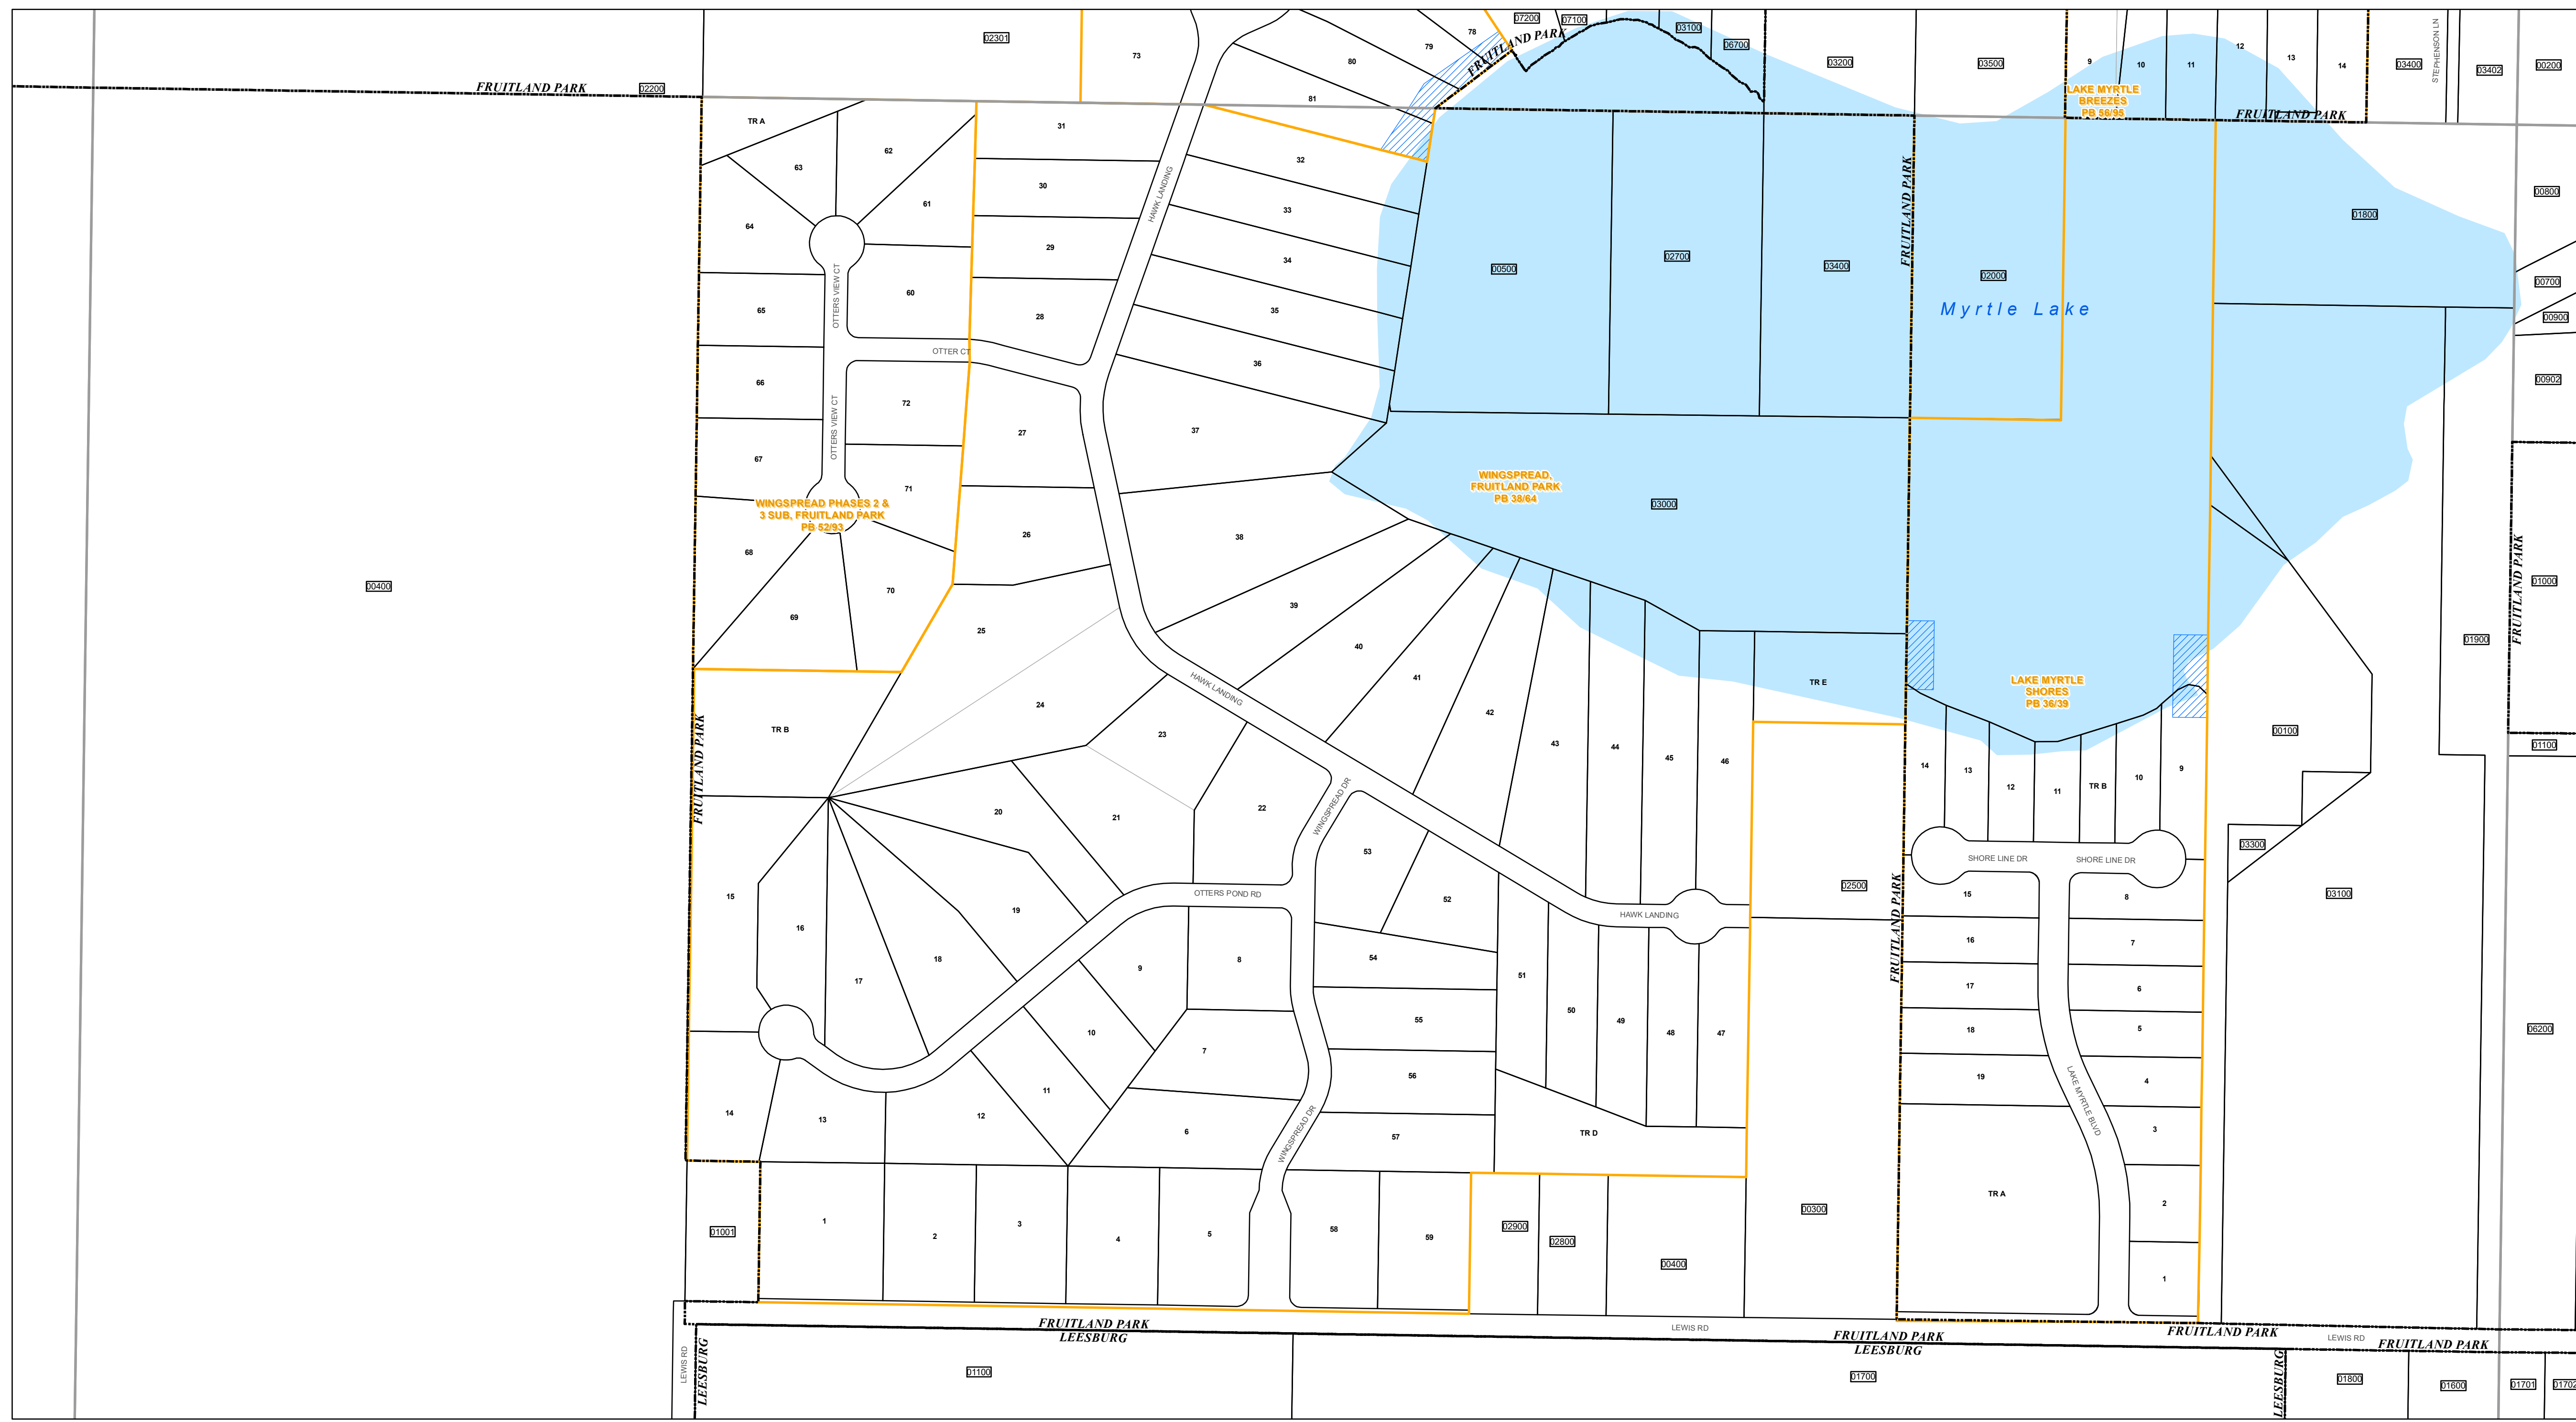 02301
73
80
79
78
07200
07100
03100
06700
03200
03500
9
10
11
12
13
14
03400
STEPHENSON LN
03402
00200
FRUITLAND PARK
02200
81
FRUITLAND PARK
LAKE MYRTLE
BREEZES
PB 56/95
FRUITLAND PARK
TR A
63
62
31
30
29
28
61
64
60
65
66
67
68
69
70
71
72
OTTERS VIEW CT
OTTERS VIEW CT
OTTER CT
HAWK LANDING
32
33
34
35
36
37
38
27
26
25
24
00500
02700
03400
FRUITLAND PARK
02000
Myrtle Lake
01800
00800
00700
00900
00902
WINGSPREAD PHASES 2 &
3 SUB, FRUITLAND PARK
PB 52/93
WINGSPREAD,
FRUITLAND PARK
PB 38/64
03000
00400
39
40
41
42
43
44
45
46
TR E
LAKE MYRTLE
SHORES
PB 36/39
FRUITLAND PARK
01000
01900
01100
00100
03300
03100
06200
FRUITLAND PARK
TR B
HAWK LANDING
23
22
21
20
19
18
17
16
15
14
13
12
11
10
9
8
7
6
OTTERS POND RD
WINGSPREAD DR
53
52
54
55
56
57
51
50
49
48
47
HAWK LANDING
TR D
02500
FRUITLAND PARK
14
13
12
11
TR B
10
9
SHORE LINE DR
SHORE LINE DR
15
16
17
18
19
8
7
6
5
4
3
2
1
LAKE MYRTLE BLVD
TR A
WINGSPREAD DR
01001
1
2
3
4
5
58
59
02900
02800
00400
00300
FRUITLAND PARK
LEESBURG
LEWIS RD
FRUITLAND PARK
LEESBURG
FRUITLAND PARK
LEWIS RD
FRUITLAND PARK
LEWIS RD
LEESBURG
01100
01700
LEESBURG
01800
01600
01701
01702